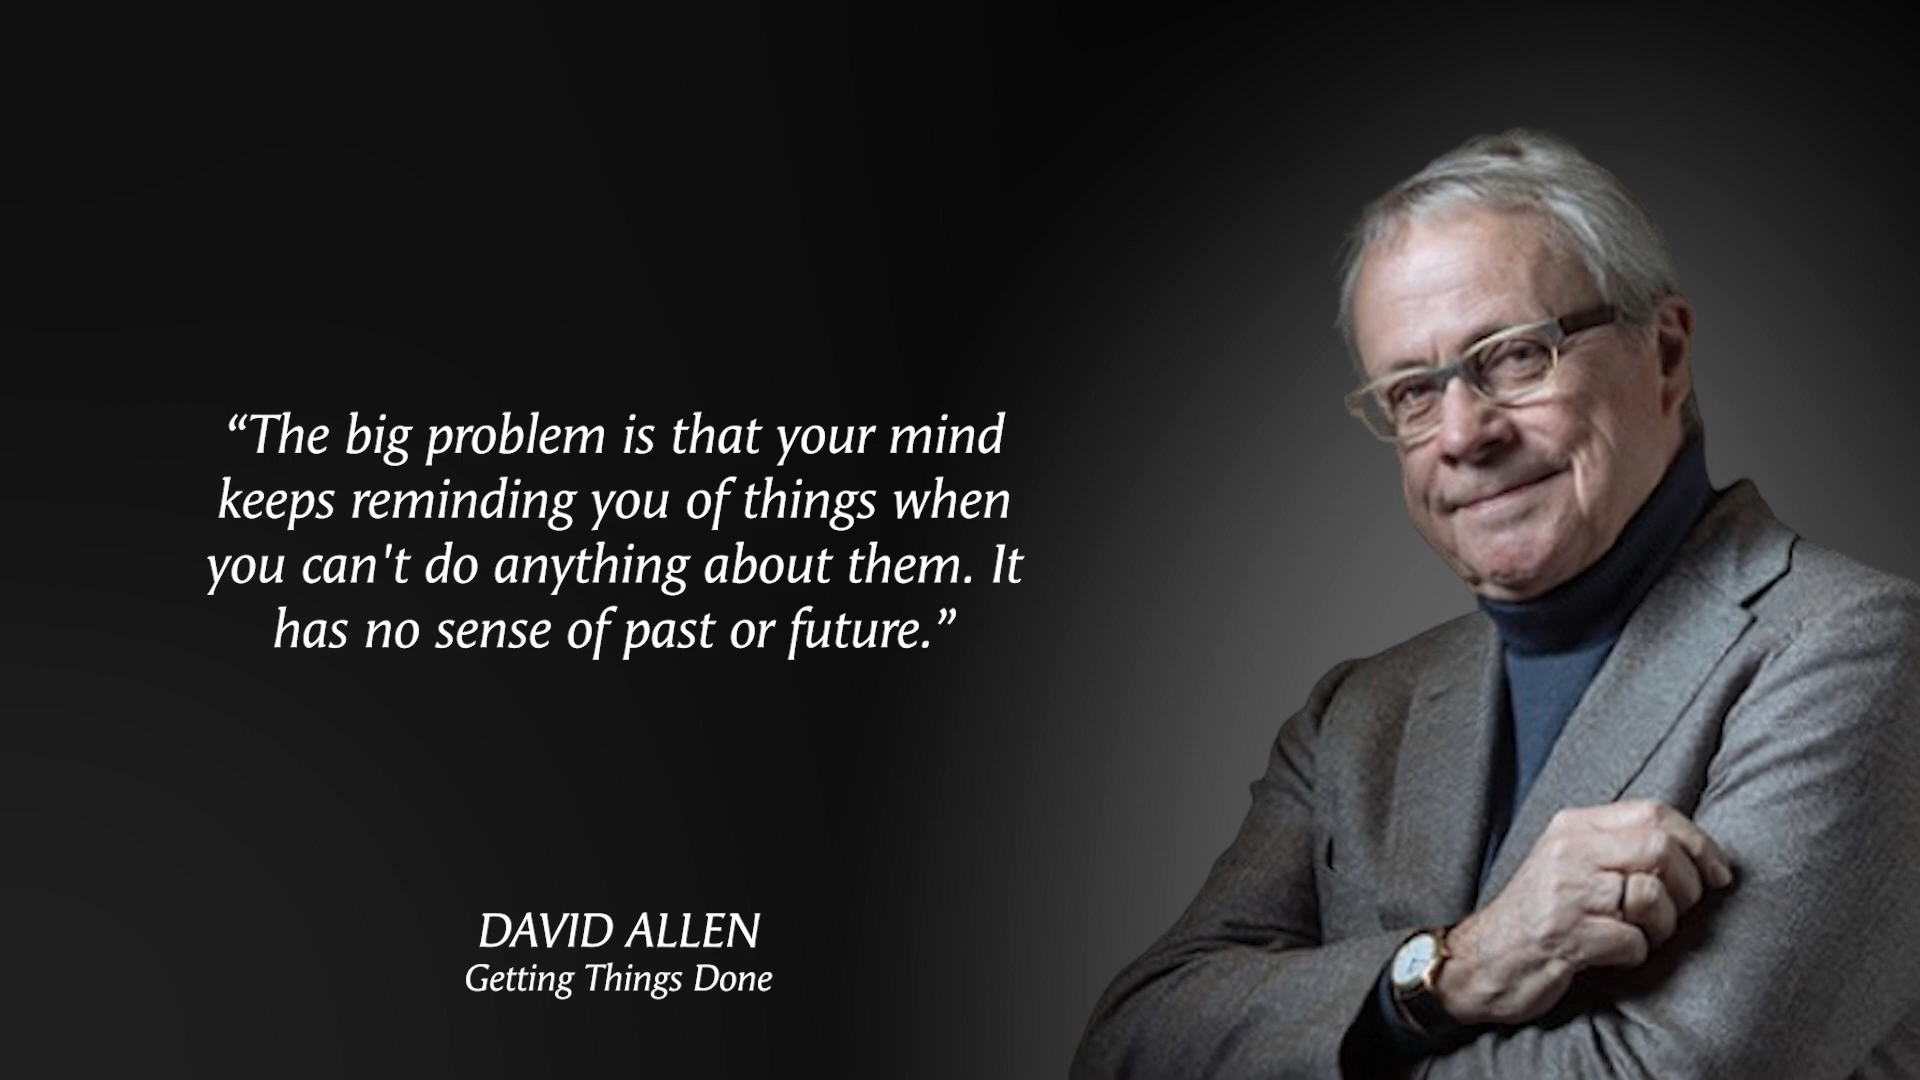 “The big problem is that your mind
keeps reminding you of things when
you can't do anything about them. It
has no sense of past or future.”
DAVID ALLEN
Getting Things Done